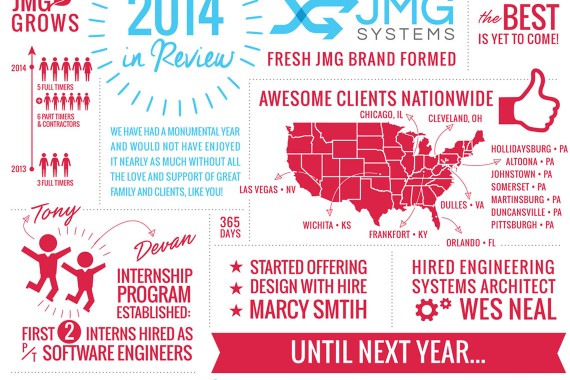 JMG
GROWS
2014
5 FULL TIMERS
+
6 PART TIMERS
& CONTRACTORS
2013
3 FULL TIMERS
2014
in Review
WE HAVE HAD A MONUMENTAL YEAR
AND WOULD NOT HAVE ENJOYED
IT NEARLY AS MUCH WITHOUT ALL
THE LOVE AND SUPPORT OF GREAT
FAMILY AND CLIENTS, LIKE YOU!
JMG
SYSTEMS
FRESH JMG BRAND FORMED
the BEST
IS YET TO COME!
AWESOME CLIENTS NATIONWIDE
CHICAGO, IL
CLEVELAND, OH
HOLLIDAYSBURG • PA
ALTOONA • PA
JOHNSTOWN • PA
SOMERSET • PA
MARTINSBURG • PA
DUNCANSVILLE • PA
PITTSBURGH • PA
LAS VEGAS • NV
DULLES • VA
WICHITA • KS
FRANKFORT • KY
ORLANDO • FL
Tony
Devan
INTERNSHIP
PROGRAM
ESTABLISHED:
FIRST 2 INTERNS HIRED AS
P/T SOFTWARE ENGINEERS
365
DAYS
★ STARTED OFFERING
★ DESIGN WITH HIRE
★ MARCY SMTIH
HIRED ENGINEERING
SYSTEMS ARCHITECT
WES NEAL
UNTIL NEXT YEAR...